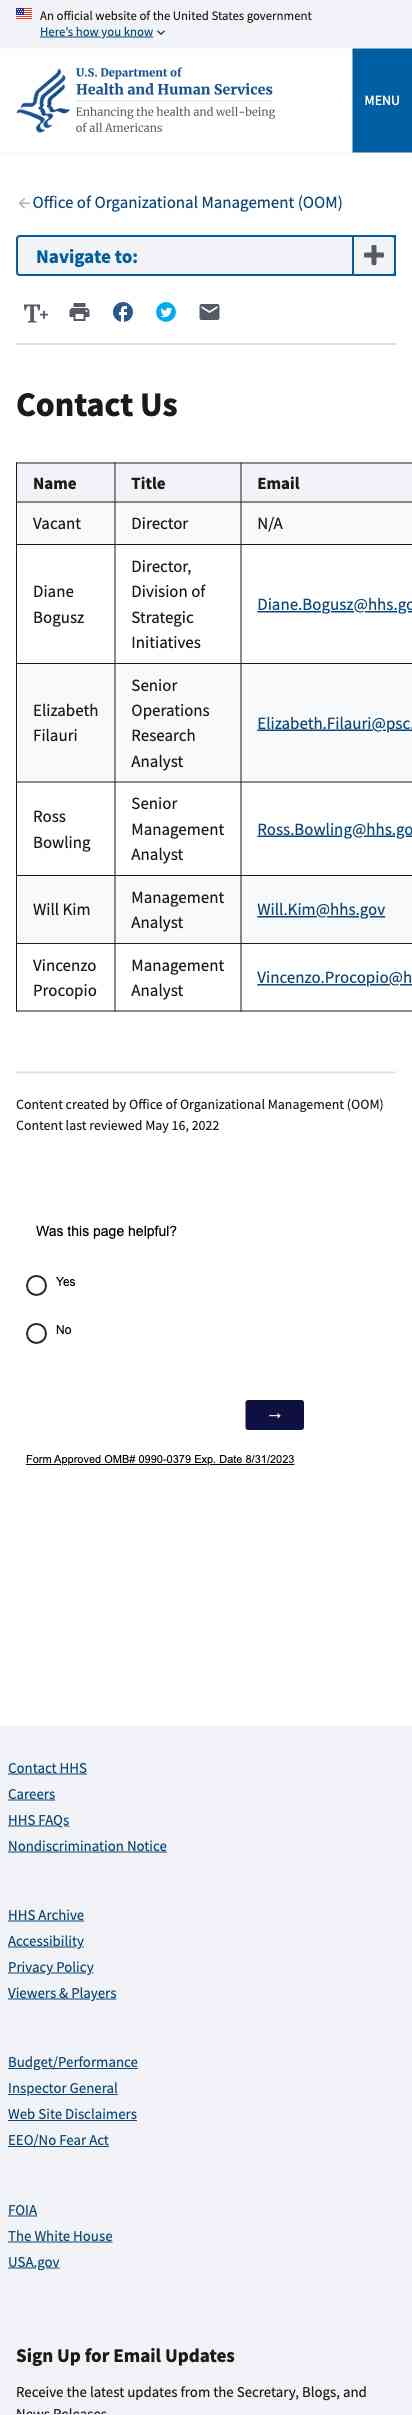 An official website of the United States government
Here's how you know
U.S. Department of
Health and Human Services
Enhancing the health and well-being
of all Americans
MENU
Office of Organizational Management (OOM)
Navigate to:
T+
Contact Us
Name Title Email
Vacant Director N/A
Diane Bogusz Director, Division of Strategic Initiatives Diane.Bogusz@hhs.go
Elizabeth Filauri Senior Operations Research Analyst Elizabeth.Filauri@psc.
Ross Bowling Senior Management Analyst Ross.Bowling@hhs.go
Will Kim Management Analyst Will.Kim@hhs.gov
Vincenzo Procopio Management Analyst Vincenzo.Procopio@h
Content created by Office of Organizational Management (OOM)
Content last reviewed May 16, 2022
Was this page helpful?
Yes
No
→
Form Approved OMB# 0990-0379 Exp. Date 8/31/2023
Contact HHS
Careers
HHS FAQs
Nondiscrimination Notice
HHS Archive
Accessibility
Privacy Policy
Viewers & Players
Budget/Performance
Inspector General
Web Site Disclaimers
EEO/No Fear Act
FOIA
The White House
USA.gov
Sign Up for Email Updates
Receive the latest updates from the Secretary, Blogs, and
News Releases